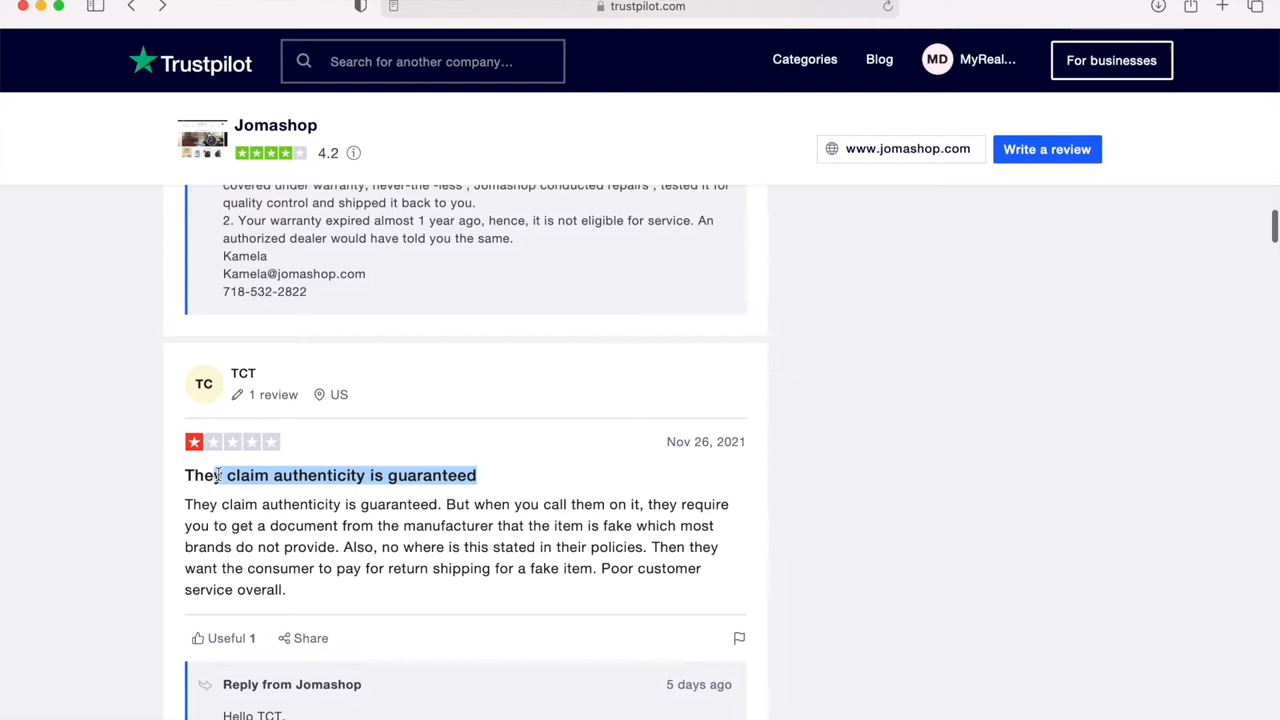 trustpilot.com
Trustpilot
Search for another company...
Categories
Blog
MD
MyReal...
For businesses
Jomashop
4.2
www.jomashop.com
Write a review
covered under warranty, never-the -less , Jomashop conducted repairs , tested it for
quality control and shipped it back to you.
2. Your warranty expired almost 1 year ago, hence, it is not eligible for service. An
authorized dealer would have told you the same.
Kamela
Kamela@jomashop.com
718-532-2822
TC
TCT
1 review
US
Nov 26, 2021
They claim authenticity is guaranteed
They claim authenticity is guaranteed. But when you call them on it, they require
you to get a document from the manufacturer that the item is fake which most
brands do not provide. Also, no where is this stated in their policies. Then they
want the consumer to pay for return shipping for a fake item. Poor customer
service overall.
Useful 1
Share
Reply from Jomashop
5 days ago
Hello TCT,